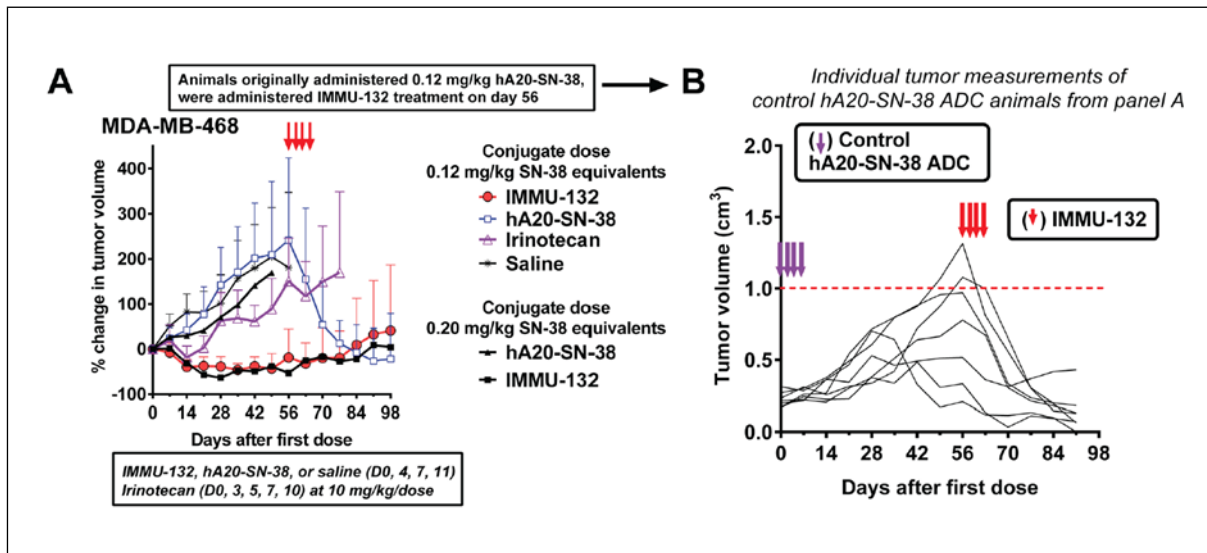 A
Animals originally administered 0.12 mg/kg hA20-SN-38,
were administered IMMU-132 treatment on day 56
MDA-MB-468
% change in tumor volume
400
300
200
100
0
-100
0 14 28 42 56 70 84 98
Days after first dose
Conjugate dose
0.12 mg/kg SN-38 equivalents
IMMU-132
hA20-SN-38
Irinotecan
Saline
Conjugate dose
0.20 mg/kg SN-38 equivalents
hA20-SN-38
IMMU-132
IMMU-132, hA20-SN-38, or saline (D0, 4, 7, 11)
Irinotecan (D0, 3, 5, 7, 10) at 10 mg/kg/dose
B
Individual tumor measurements of
control hA20-SN-38 ADC animals from panel A
(↓) Control
hA20-SN-38 ADC
(↓) IMMU-132
Tumor volume (cm³)
2.0
1.5
1.0
0.5
0.0
0 14 28 42 56 70 84 98
Days after first dose